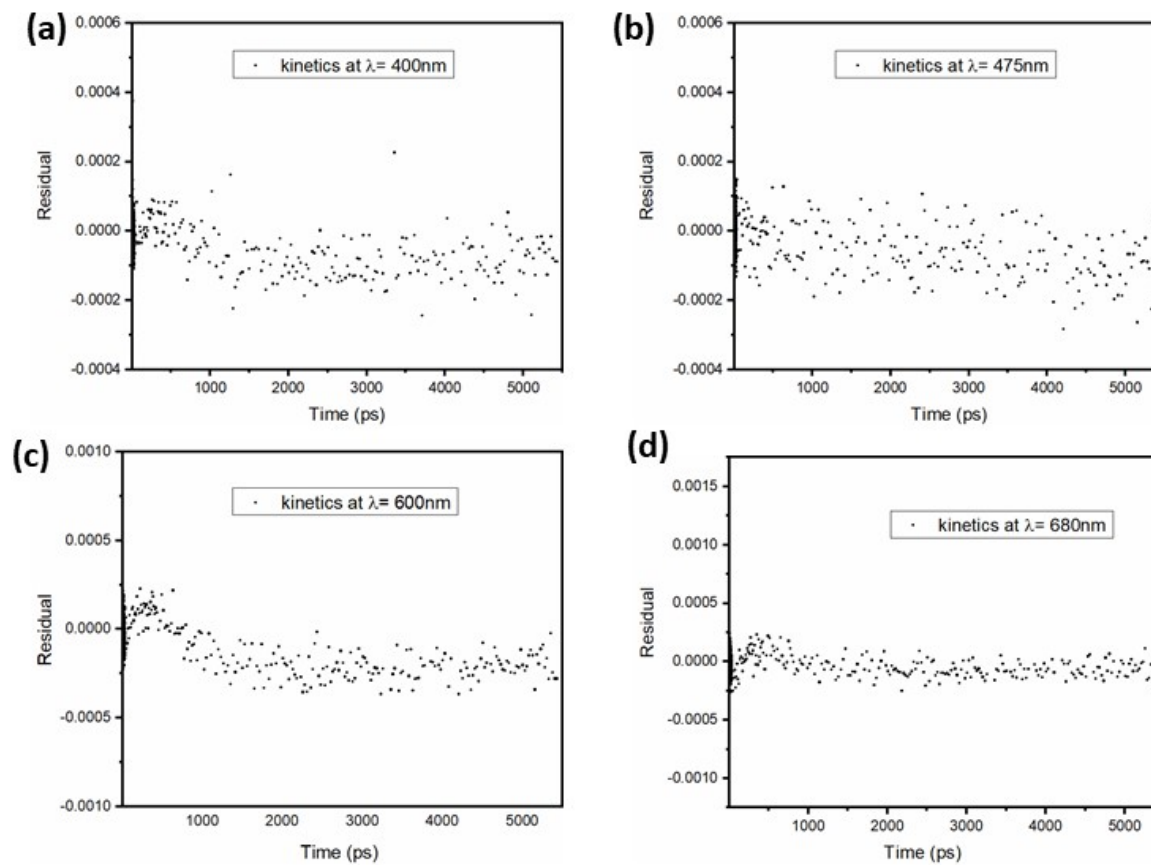 (a)
0.0006
0.0004
0.0002
0.0000
-0.0002
-0.0004
Residual
kinetics at λ= 400nm
1000 2000 3000 4000 5000
Time (ps)
(b)
0.0006
0.0004
0.0002
0.0000
-0.0002
-0.0004
Residual
kinetics at λ= 475nm
1000 2000 3000 4000 5000
Time (ps)
(c)
0.0010
0.0005
0.0000
-0.0005
-0.0010
Residual
kinetics at λ= 600nm
1000 2000 3000 4000 5000
Time (ps)
(d)
0.0015
0.0010
0.0005
0.0000
-0.0005
-0.0010
Residual
kinetics at λ= 680nm
1000 2000 3000 4000 5000
Time (ps)